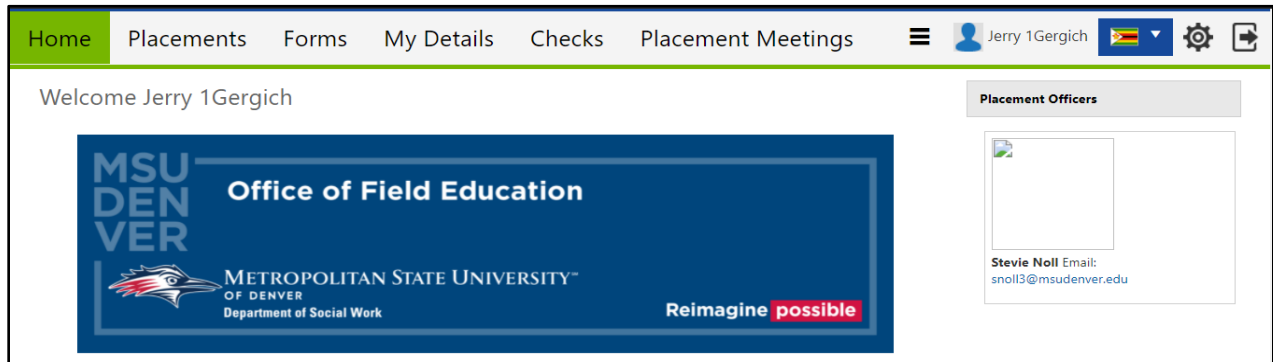 Home Placements Forms My Details Checks Placement Meetings Jerry 1Gergich
Welcome Jerry 1Gergich
Placement Officers
MSU
DEN
VER
Office of Field Education
METROPOLITAN STATE UNIVERSITY℠
OF DENVER
Department of Social Work
Reimagine possible
Stevie Noll Email:
snoll3@msudenver.edu